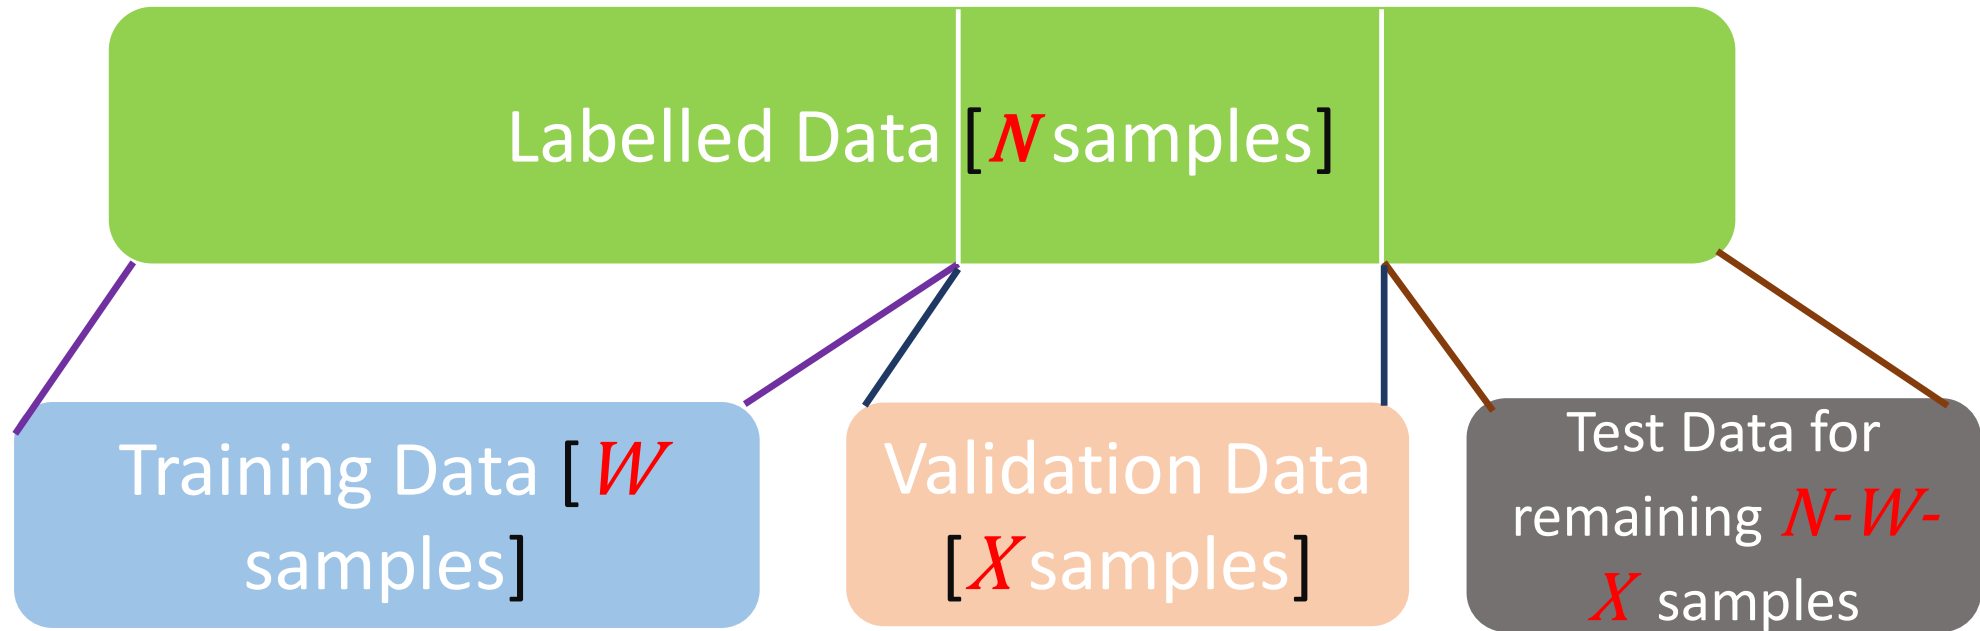 Labelled Data [N samples]
Training Data [W
samples]
Validation Data
[X samples]
Test Data for
remaining N-W-
X samples